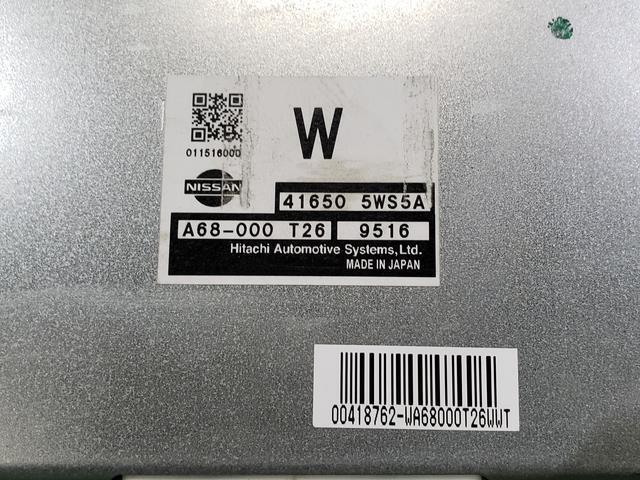 W
011516000
NISSAN
41650 5WS5A
A68-000 T26 9516
Hitachi Automotive Systems,Ltd.
MADE IN JAPAN
00418762-WA68000T26WWT